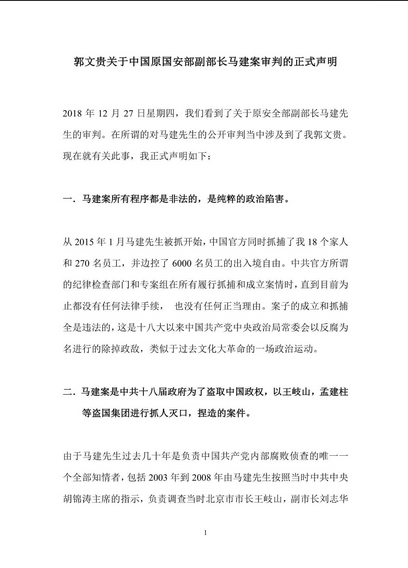 郭文贵关于中国原国安部副部长马建案审判的正式声明
2018 年 12 月 27 日星期四，我们看到了关于原安全部副部长马建先
生的审判。在所谓的对马建先生的公开审判当中涉及到了我郭文贵。
现在就有关此事，我正式声明如下：
一．马建案所有程序都是非法的，是纯粹的政治陷害。
从 2015 年 1 月马建先生被抓开始，中国官方同时抓捕了我 18 个家人
和 270 名员工，并边控了 6000 名员工的出入境自由。中共官方所谓
的纪律检查部门和专案组在所有履行抓捕和成立案情时，直到目前为
止都没有任何法律手续， 也没有任何正当理由。案子的成立和抓捕
全是违法的，这是十八大以来中国共产党中央政治局常委会以反腐为
名进行的除掉政敌，类似于过去文化大革命的一场政治运动。
二．马建案是中共十八届政府为了盗取中国政权，以王岐山，孟建柱
等盗国集团进行抓人灭口，捏造的案件。
由于马建先生过去几十年是负责中国共产党内部腐败侦查的唯一一
个全部知情者，包括 2003 年到 2008 年由马建先生按照当时中共中央
胡锦涛主席的指示，负责调查当时北京市市长王岐山，副市长刘志华
1